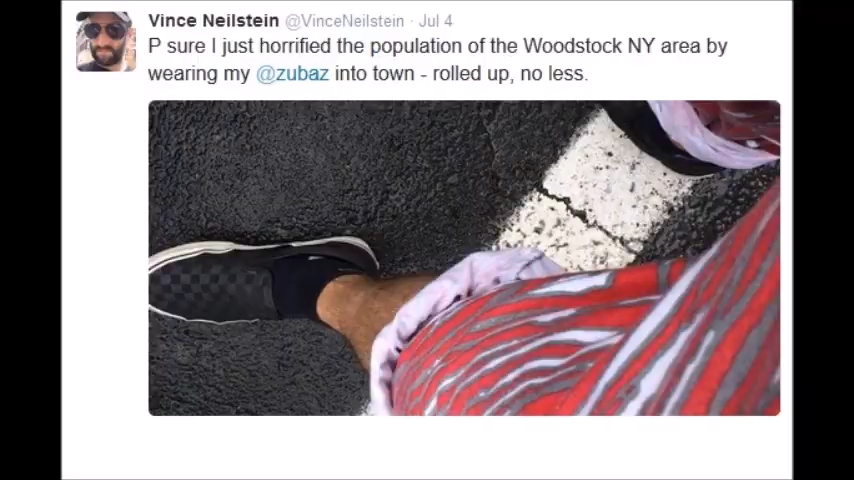 Vince Neilstein @VinceNeilstein · Jul 4
P sure I just horrified the population of the Woodstock NY area by
wearing my @zubaz into town - rolled up, no less.